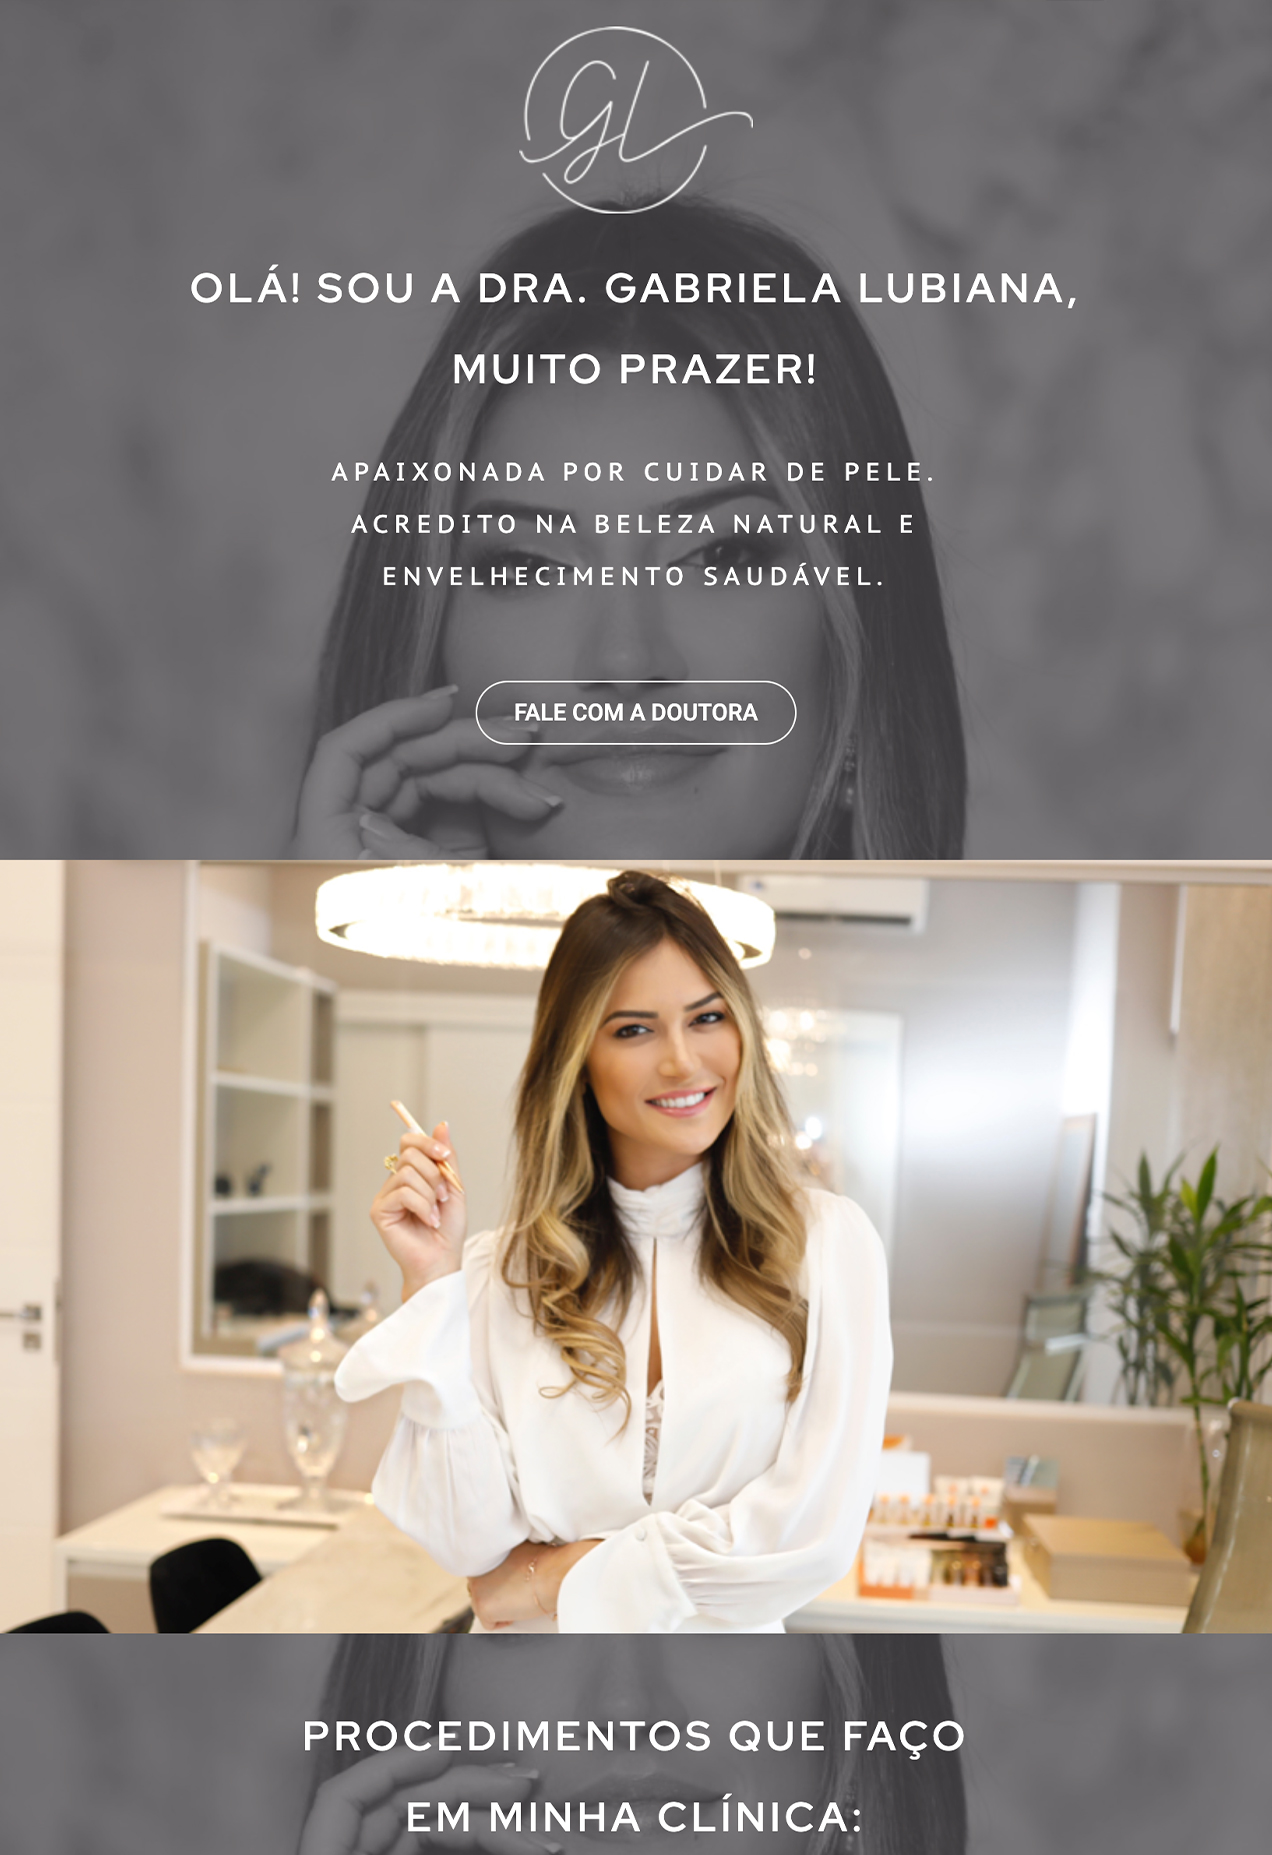 GL
OLÁ! SOU A DRA. GABRIELA LUBIANA,
MUITO PRAZER!
APAIXONADA POR CUIDAR DE PELE.
ACREDITO NA BELEZA NATURAL E
ENVELHECIMENTO SAUDÁVEL.
FALE COM A DOUTORA
PROCEDIMENTOS QUE FAÇO
EM MINHA CLÍNICA: